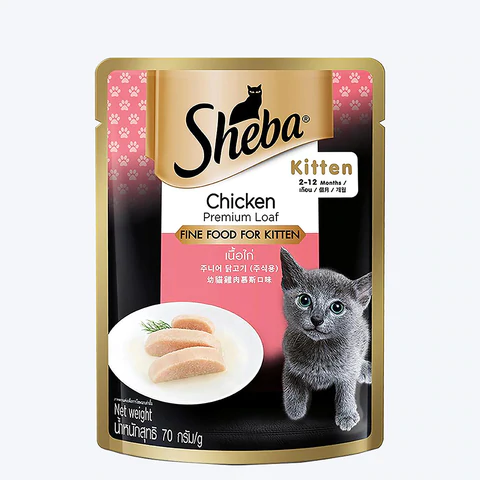 Sheba®
Kitten
2-12 Months /
เดือน / 個月 / 개월
Chicken
Premium Loaf
FINE FOOD FOR KITTEN
เนื้อไก่
주니어 닭고기 (주식용)
幼貓雞肉慕斯口味
Net weight
น้ำหนักสุทธิ 70 กรัม/g